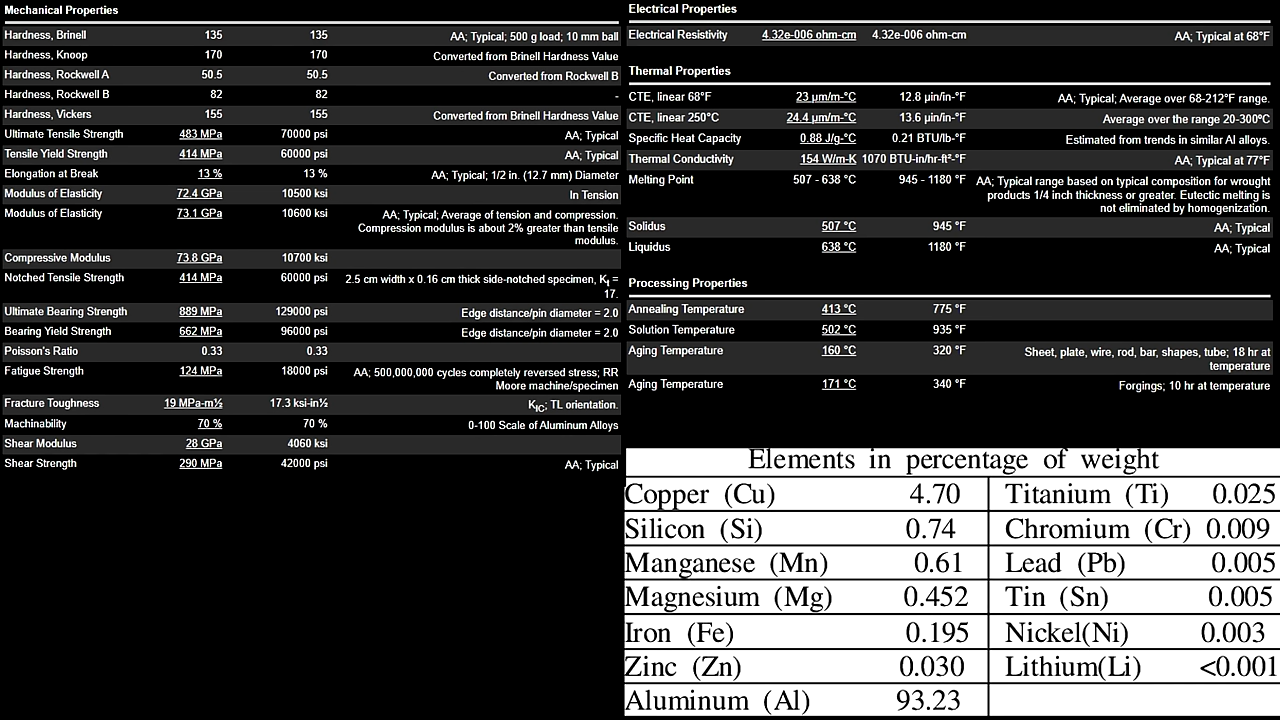 Mechanical Properties
Hardness, Brinell 135 135 AA; Typical; 500 g load; 10 mm ball
Hardness, Knoop 170 170 Converted from Brinell Hardness Value
Hardness, Rockwell A 50.5 50.5 Converted from Rockwell B
Hardness, Rockwell B 82 82 -
Hardness, Vickers 155 155 Converted from Brinell Hardness Value
Ultimate Tensile Strength 483 MPa 70000 psi AA; Typical
Tensile Yield Strength 414 MPa 60000 psi AA; Typical
Elongation at Break 13 % 13 % AA; Typical; 1/2 in. (12.7 mm) Diameter
Modulus of Elasticity 72.4 GPa 10500 ksi In Tension
Modulus of Elasticity 73.1 GPa 10600 ksi AA; Typical; Average of tension and compression.
Compression modulus is about 2% greater than tensile
modulus.
Compressive Modulus 73.8 GPa 10700 ksi
Notched Tensile Strength 414 MPa 60000 psi 2.5 cm width x 0.16 cm thick side-notched specimen, Kt =
17.
Ultimate Bearing Strength 889 MPa 129000 psi Edge distance/pin diameter = 2.0
Bearing Yield Strength 662 MPa 96000 psi Edge distance/pin diameter = 2.0
Poisson's Ratio 0.33 0.33
Fatigue Strength 124 MPa 18000 psi AA; 500,000,000 cycles completely reversed stress; RR
Moore machine/specimen
Fracture Toughness 19 MPa-m½ 17.3 ksi-in½ KIC; TL orientation.
Machinability 70 % 70 % 0-100 Scale of Aluminum Alloys
Shear Modulus 28 GPa 4060 ksi
Shear Strength 290 MPa 42000 psi AA; Typical
Electrical Properties
Electrical Resistivity 4.32e-006 ohm-cm 4.32e-006 ohm-cm AA; Typical at 68°F
Thermal Properties
CTE, linear 68°F 23 µm/m-°C 12.8 µin/in-°F AA; Typical; Average over 68-212°F range.
CTE, linear 250°C 24.4 µm/m-°C 13.6 µin/in-°F Average over the range 20-300ºC
Specific Heat Capacity 0.88 J/g-°C 0.21 BTU/lb-°F Estimated from trends in similar Al alloys.
Thermal Conductivity 154 W/m-K 1070 BTU-in/hr-ft²-°F AA; Typical at 77°F
Melting Point 507 - 638 °C 945 - 1180 °F AA; Typical range based on typical composition for wrought
products 1/4 inch thickness or greater. Eutectic melting is
not eliminated by homogenization.
Solidus 507 °C 945 °F AA; Typical
Liquidus 638 °C 1180 °F AA; Typical
Processing Properties
Annealing Temperature 413 °C 775 °F
Solution Temperature 502 °C 935 °F
Aging Temperature 160 °C 320 °F Sheet, plate, wire, rod, bar, shapes, tube; 18 hr at
temperature
Aging Temperature 171 °C 340 °F Forgings; 10 hr at temperature
Elements in percentage of weight
Copper (Cu) 4.70 Titanium (Ti) 0.025
Silicon (Si) 0.74 Chromium (Cr) 0.009
Manganese (Mn) 0.61 Lead (Pb) 0.005
Magnesium (Mg) 0.452 Tin (Sn) 0.005
Iron (Fe) 0.195 Nickel(Ni) 0.003
Zinc (Zn) 0.030 Lithium(Li) <0.001
Aluminum (Al) 93.23